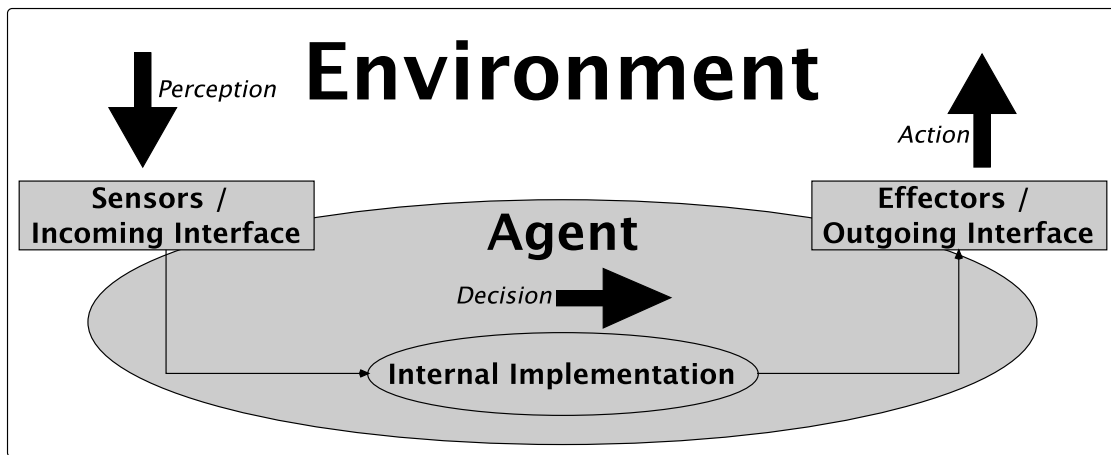 Environment
Perception
Action
Sensors /
Incoming Interface
Effectors /
Outgoing Interface
Agent
Decision
Internal Implementation